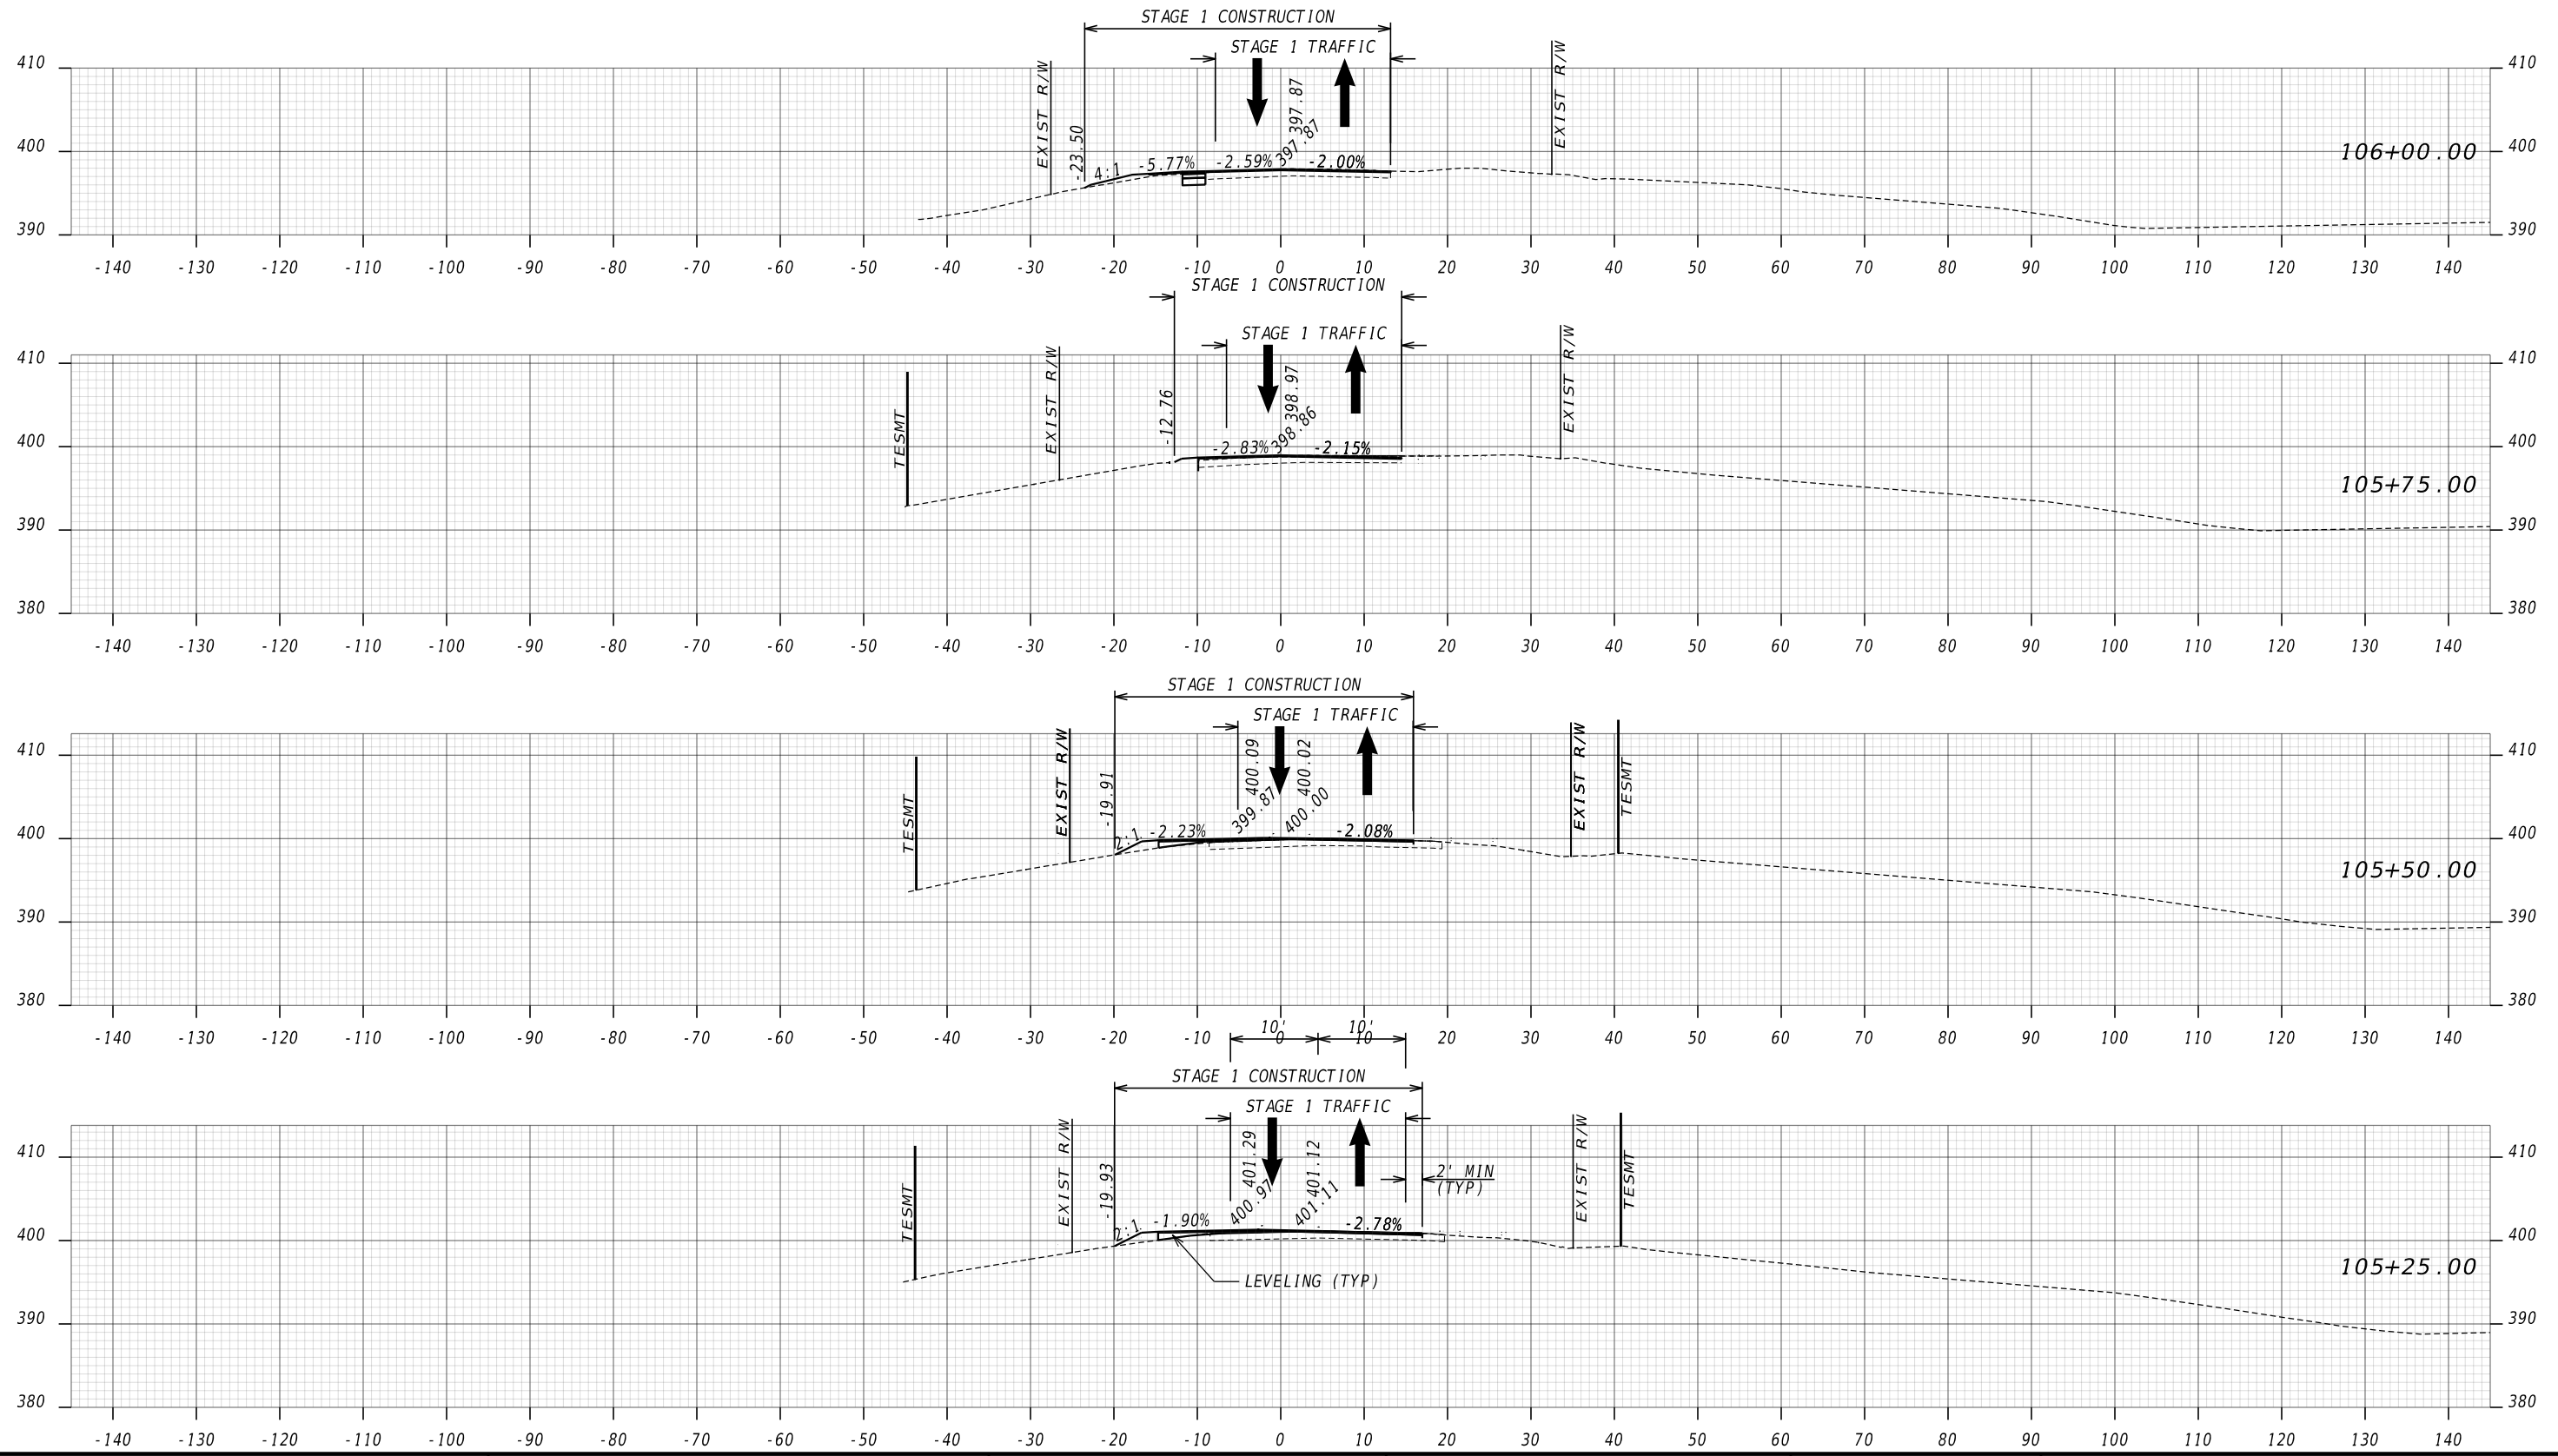 STAGE 1 CONSTRUCTION
STAGE 1 TRAFFIC
EXIST R/W
EXIST R/W
410
410
-23.50
397.87
397.87
400
400
106+00.00
4:1
-5.77%
-2.59%
-2.00%
390
390
-140 -130 -120 -110 -100 -90 -80 -70 -60 -50 -40 -30 -20 -10 0 10 20 30 40 50 60 70 80 90 100 110 120 130 140
STAGE 1 CONSTRUCTION
STAGE 1 TRAFFIC
EXIST R/W
EXIST R/W
410
410
TESMT
-12.76
398.97
398.86
400
400
-2.83%
-2.15%
105+75.00
390
390
380
380
-140 -130 -120 -110 -100 -90 -80 -70 -60 -50 -40 -30 -20 -10 0 10 20 30 40 50 60 70 80 90 100 110 120 130 140
STAGE 1 CONSTRUCTION
STAGE 1 TRAFFIC
EXIST R/W
EXIST R/W
410
410
TESMT
TESMT
-19.91
400.09
400.02
399.87
400.00
400
400
2:1
-2.23%
-2.08%
105+50.00
390
390
380
380
10'
10'
-140 -130 -120 -110 -100 -90 -80 -70 -60 -50 -40 -30 -20 -10 0 10 20 30 40 50 60 70 80 90 100 110 120 130 140
STAGE 1 CONSTRUCTION
STAGE 1 TRAFFIC
EXIST R/W
EXIST R/W
410
410
TESMT
TESMT
-19.93
401.29
401.12
400.97
401.11
2' MIN
(TYP)
400
400
2:1
-1.90%
-2.78%
105+25.00
LEVELING (TYP)
390
390
380
380
-140 -130 -120 -110 -100 -90 -80 -70 -60 -50 -40 -30 -20 -10 0 10 20 30 40 50 60 70 80 90 100 110 120 130 140